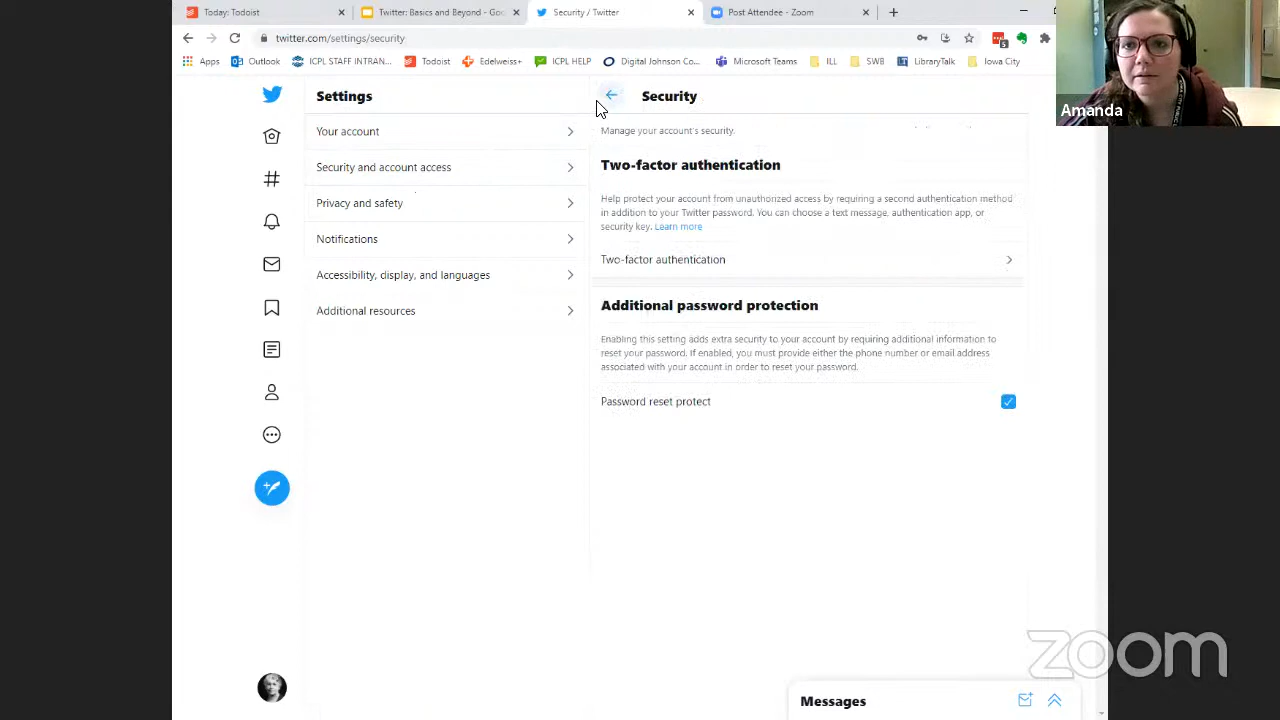 Today: Todoist
Twitter: Basics and Beyond - Goo
Security / Twitter
Post Attendee - Zoom
twitter.com/settings/security
5
Apps
Outlook
ICPL STAFF INTRAN...
Todoist
Edelweiss+
ICPL HELP
Digital Johnson Co...
Microsoft Teams
ILL
SWB
LibraryTalk
Iowa City
Amanda
Settings
Security
Your account
Manage your account's security.
Security and account access
Two-factor authentication
Privacy and safety
Help protect your account from unauthorized access by requiring a second authentication method
in addition to your Twitter password. You can choose a text message, authentication app, or
security key. Learn more
Notifications
Two-factor authentication
Accessibility, display, and languages
Additional resources
Additional password protection
Enabling this setting adds extra security to your account by requiring additional information to
reset your password. If enabled, you must provide either the phone number or email address
associated with your account in order to reset your password.
Password reset protect
zoom
Messages